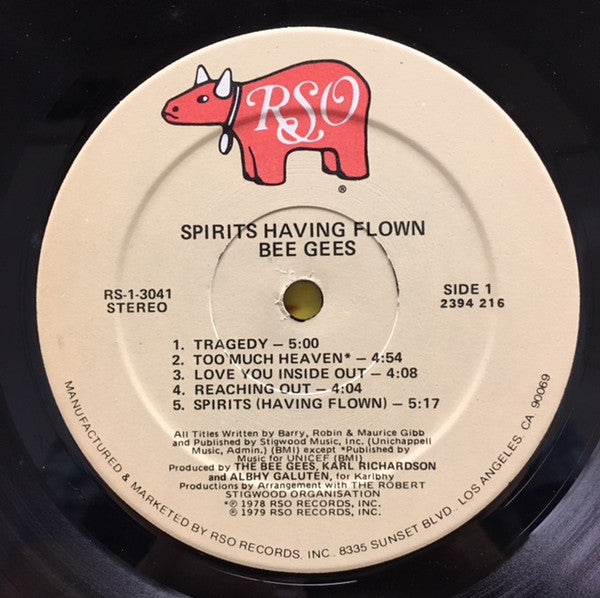 RSO
®
SPIRITS HAVING FLOWN
BEE GEES
RS-1-3041
STEREO
SIDE 1
2394 216
1. TRAGEDY – 5:00
2. TOO MUCH HEAVEN* – 4:54
3. LOVE YOU INSIDE OUT – 4:08
4. REACHING OUT – 4:04
5. SPIRITS (HAVING FLOWN) – 5:17
All Titles Written by Barry, Robin & Maurice Gibb
and Published by Stigwood Music, Inc. (Unichappell
Music, Admin.) (BMI) except *Published by
Music for UNICEF (BMI)
Produced by THE BEE GEES, KARL RICHARDSON
and ALBHY GALUTEN, for Karlbhy
Productions by Arrangement with THE ROBERT
STIGWOOD ORGANISATION
*℗ 1978 RSO RECORDS, INC.
℗ 1979 RSO RECORDS, INC.
MANUFACTURED & MARKETED BY RSO RECORDS, INC., 8335 SUNSET BLVD., LOS ANGELES, CA. 90069